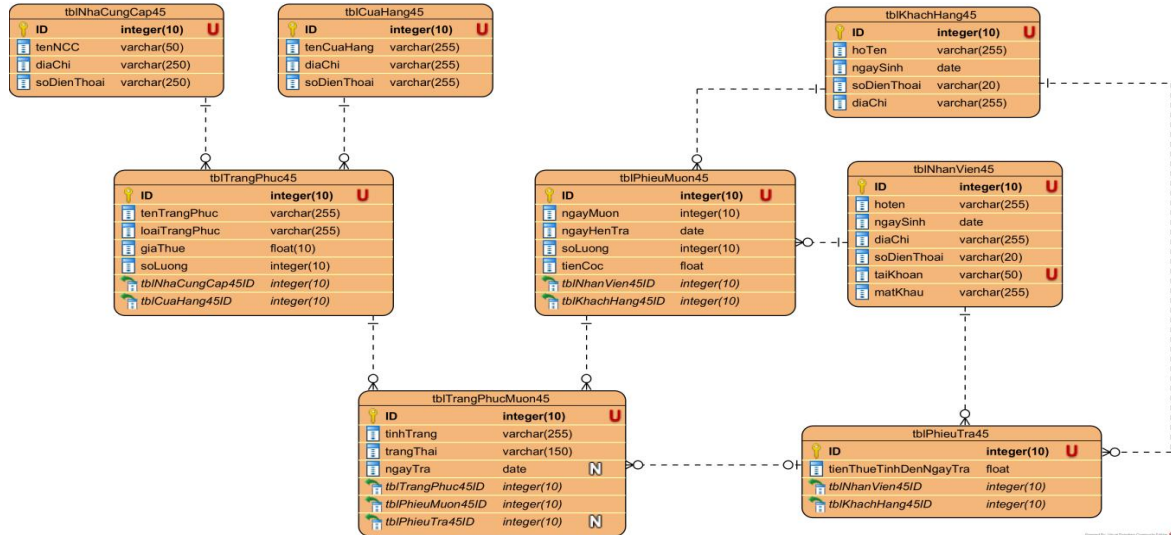 tblNhaCungCap45
ID integer(10) U
tenNCC varchar(50)
diaChi varchar(250)
soDienThoai varchar(250)
tblCuaHang45
ID integer(10) U
tenCuaHang varchar(255)
diaChi varchar(255)
soDienThoai varchar(255)
tblKhachHang45
ID integer(10) U
hoTen varchar(255)
ngaySinh date
soDienThoai varchar(20)
diaChi varchar(255)
tblTrangPhuc45
ID integer(10) U
tenTrangPhuc varchar(255)
loaiTrangPhuc varchar(255)
giaThue float(10)
soLuong integer(10)
tblNhaCungCap45ID integer(10)
tblCuaHang45ID integer(10)
tblPhieuMuon45
ID integer(10) U
ngayMuon integer(10)
ngayHenTra date
soLuong integer(10)
tienCoc float
tblNhanVien45ID integer(10)
tblKhachHang45ID integer(10)
tblNhanVien45
ID integer(10) U
hoten varchar(255)
ngaySinh date
diaChi varchar(255)
soDienThoai varchar(20)
taiKhoan varchar(50) U
matKhau varchar(255)
tblTrangPhucMuon45
ID integer(10) U
tinhTrang varchar(255)
trangThai varchar(150)
ngayTra date N
tblTrangPhuc45ID integer(10)
tblPhieuMuon45ID integer(10)
tblPhieuTra45ID integer(10) N
tblPhieuTra45
ID integer(10) U
tienThueTinhDenNgayTra float
tblNhanVien45ID integer(10)
tblKhachHang45ID integer(10)